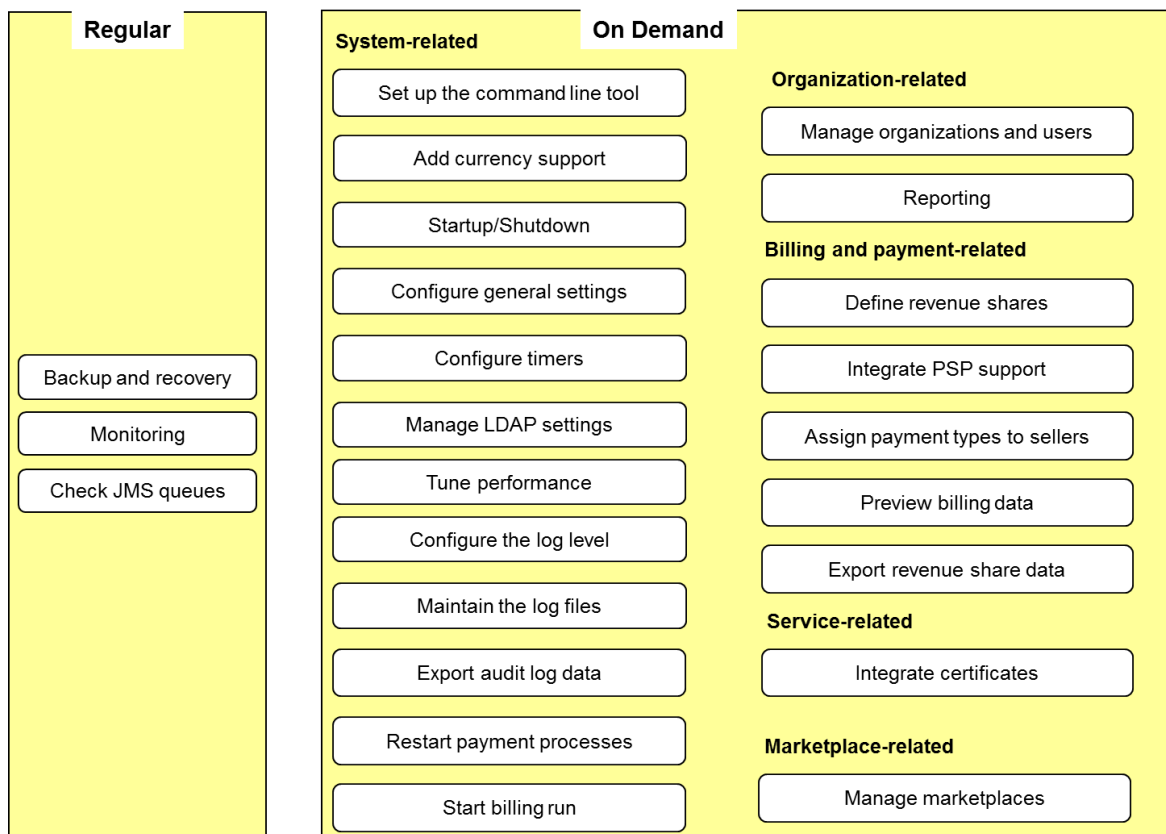 Regular
Backup and recovery
Monitoring
Check JMS queues
On Demand
System-related
Set up the command line tool
Add currency support
Startup/Shutdown
Configure general settings
Configure timers
Manage LDAP settings
Tune performance
Configure the log level
Maintain the log files
Export audit log data
Restart payment processes
Start billing run
Organization-related
Manage organizations and users
Reporting
Billing and payment-related
Define revenue shares
Integrate PSP support
Assign payment types to sellers
Preview billing data
Export revenue share data
Service-related
Integrate certificates
Marketplace-related
Manage marketplaces